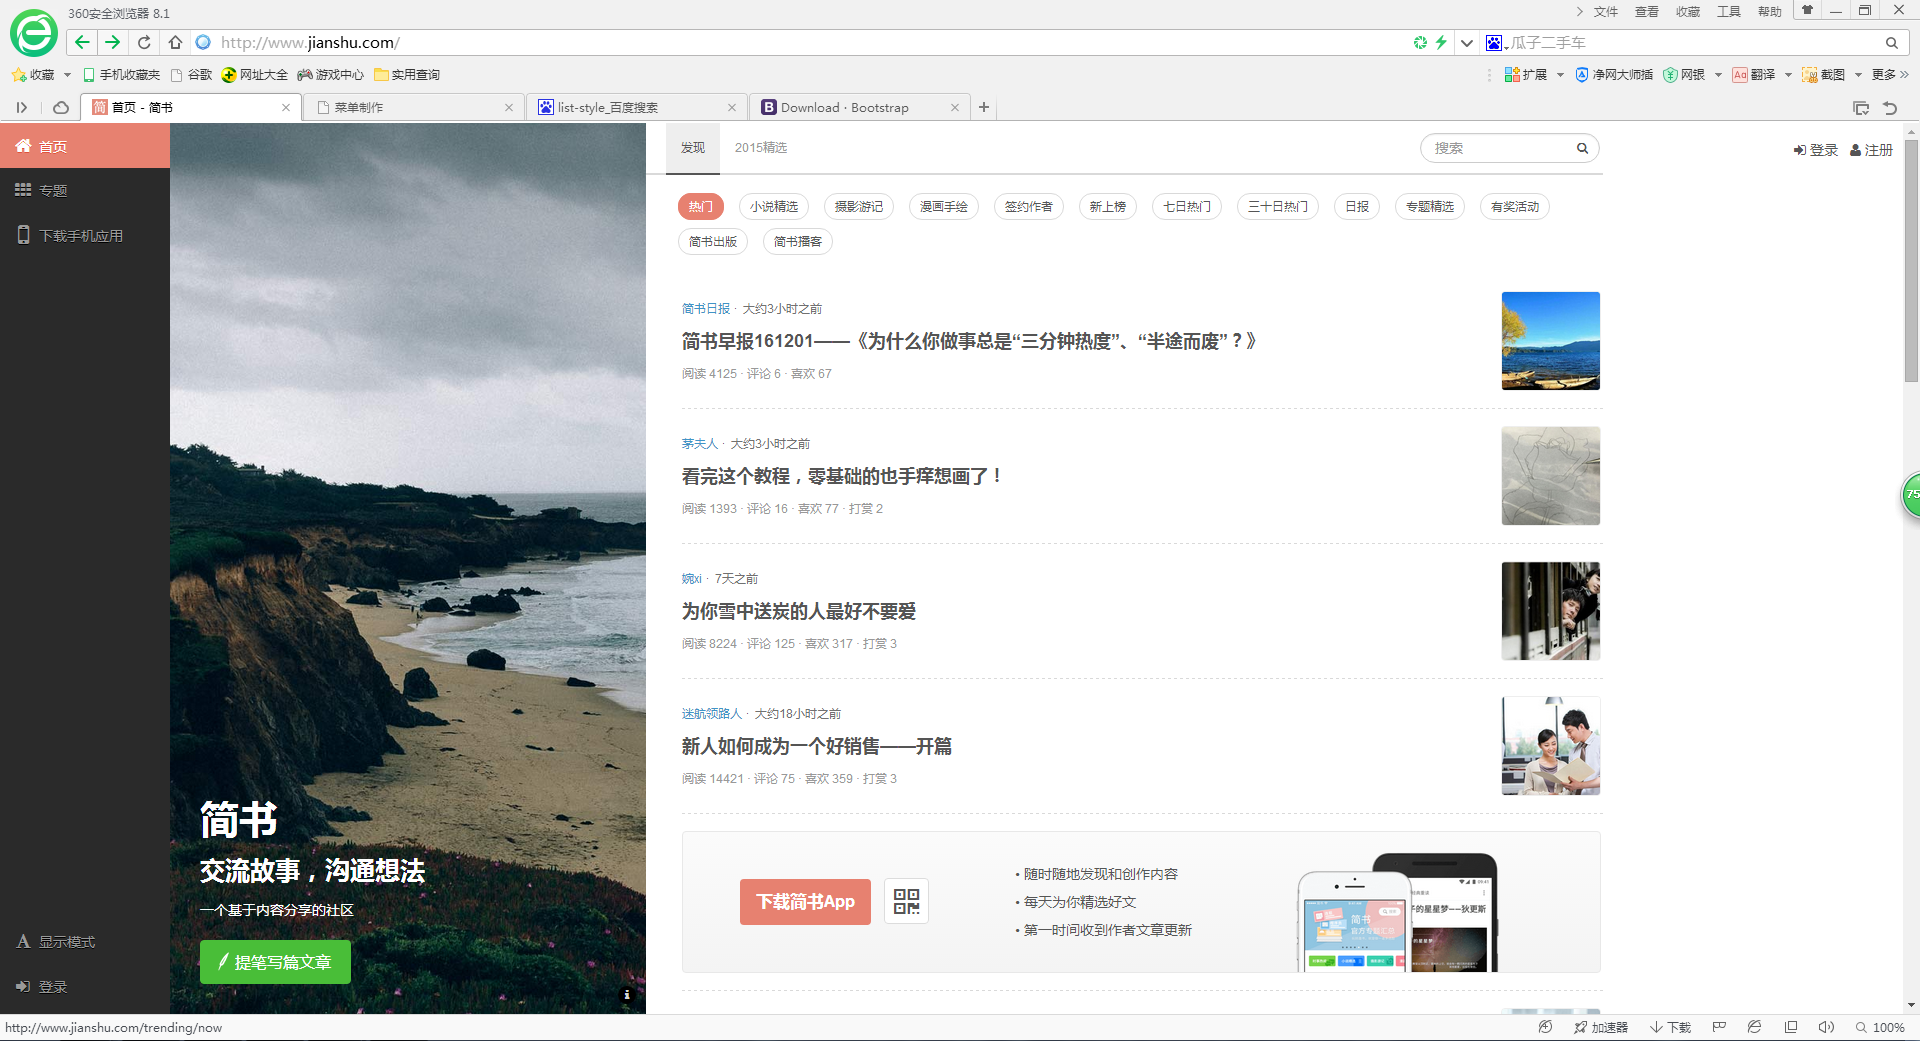 360安全浏览器 8.1
文件 查看 收藏 工具 帮助
http://www.jianshu.com/
瓜子二手车
收藏 手机收藏夹 谷歌 网址大全 游戏中心 实用查询
扩展 净网大师插 网银 翻译 截图 更多 »
简 首页 - 简书
菜单制作
list-style_百度搜索
B Download · Bootstrap
首页
专题
下载手机应用
显示模式
登录
简书
交流故事，沟通想法
一个基于内容分享的社区
提笔写篇文章
发现 2015精选
搜索
登录 注册
热门 小说精选 摄影游记 漫画手绘 签约作者 新上榜 七日热门 三十日热门 日报 专题精选 有奖活动
简书出版 简书播客
简书日报 · 大约3小时之前
简书早报161201——《为什么你做事总是“三分钟热度”、“半途而废”？》
阅读 4125 · 评论 6 · 喜欢 67
茅夫人 · 大约3小时之前
看完这个教程，零基础的也手痒想画了！
阅读 1393 · 评论 16 · 喜欢 77 · 打赏 2
婉xi · 7天之前
为你雪中送炭的人最好不要爱
阅读 8224 · 评论 125 · 喜欢 317 · 打赏 3
迷航领路人 · 大约18小时之前
新人如何成为一个好销售——开篇
阅读 14421 · 评论 75 · 喜欢 359 · 打赏 3
下载简书App
• 随时随地发现和创作内容
• 每天为你精选好文
• 第一时间收到作者文章更新
简书
子的星星梦——狄更斯
75
http://www.jianshu.com/trending/now
加速器 下载 100%